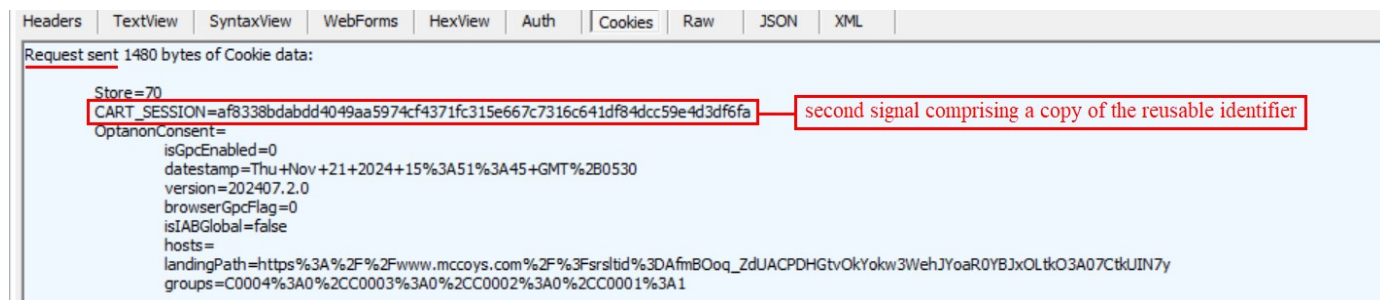 Headers TextView SyntaxView WebForms HexView Auth Cookies Raw JSON XML
Request sent 1480 bytes of Cookie data:
Store=70
CART_SESSION=af8338bdabdd4049aa5974cf4371fc315e667c7316c641df84dcc59e4d3df6fa
second signal comprising a copy of the reusable identifier
OptanonConsent=
isGpcEnabled=0
datestamp=Thu+Nov+21+2024+15%3A51%3A45+GMT%2B0530
version=202407.2.0
browserGpcFlag=0
isIABGlobal=false
hosts=
landingPath=https%3A%2F%2Fwww.mccoys.com%2F%3Fsrsltid%3DAfmBOoq_ZdUACPDHGtvOkYokw3WehJYoaR0YBJxOLtkO3A07CtkUIN7y
groups=C0004%3A0%2CC0003%3A0%2CC0002%3A0%2CC0001%3A1